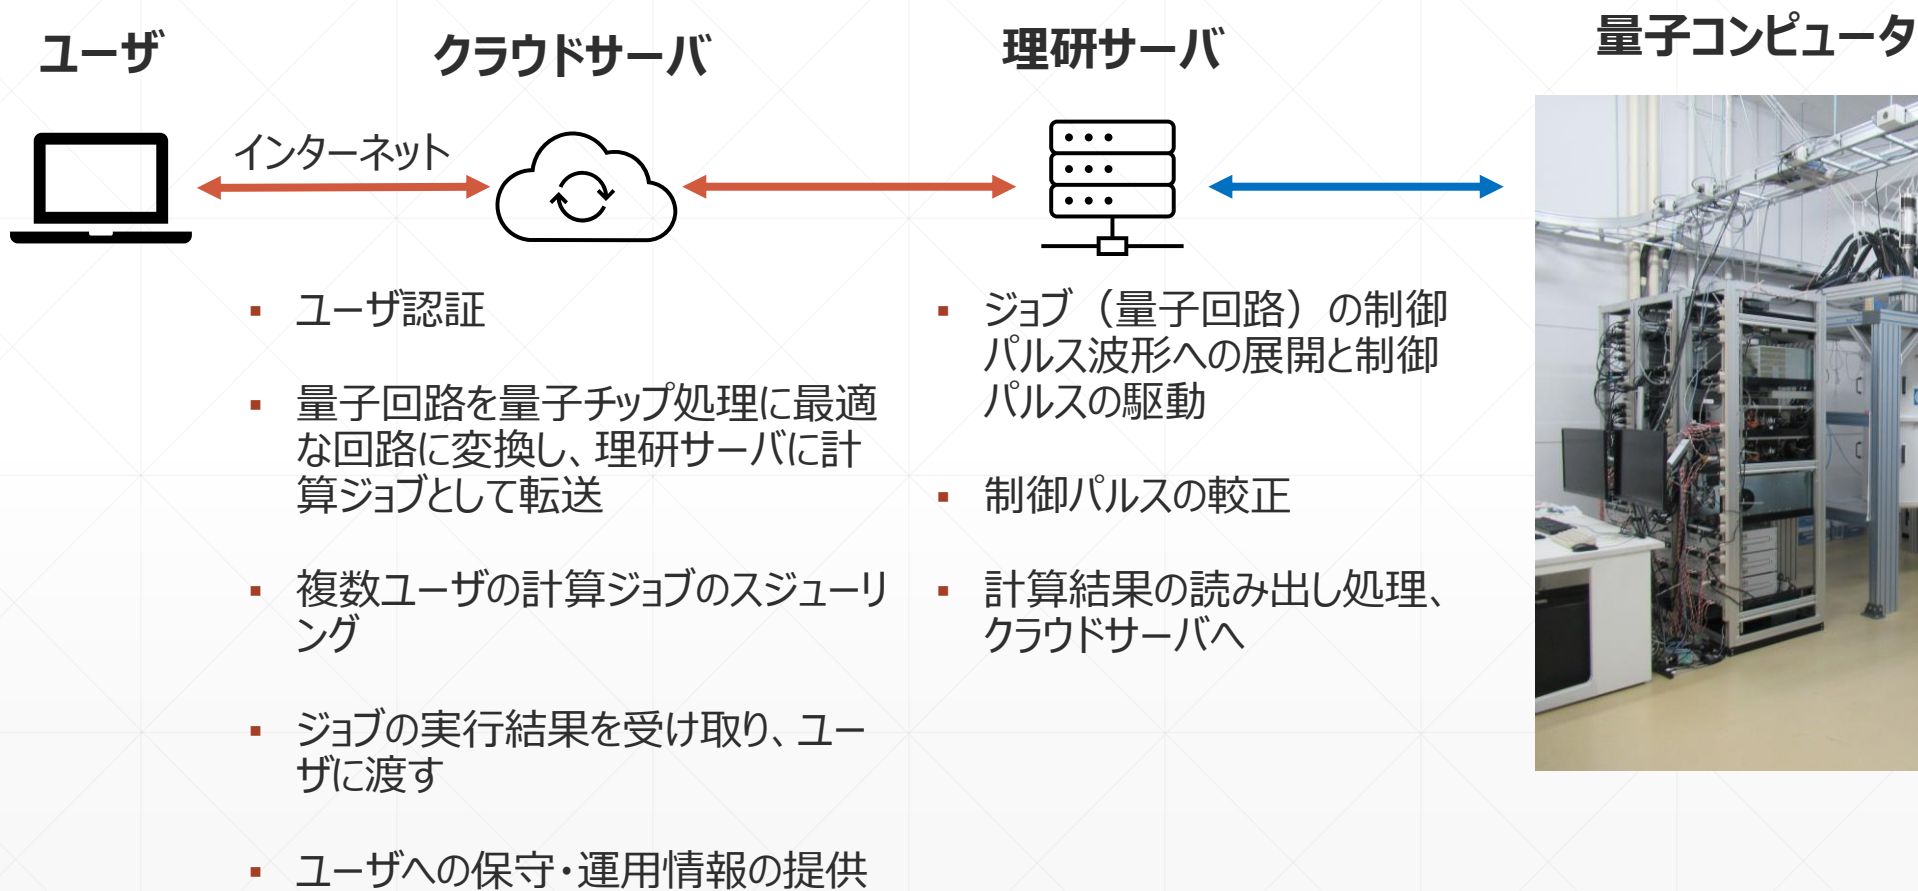 ユーザ
クラウドサーバ
理研サーバ
量子コンピュータ
インターネット
▪ ユーザ認証
▪ 量子回路を量子チップ処理に最適
な回路に変換し、理研サーバに計
算ジョブとして転送
▪ 複数ユーザの計算ジョブのスジューリ
ング
▪ ジョブの実行結果を受け取り、ユー
ザに渡す
▪ ユーザへの保守・運用情報の提供
▪ ジョブ（量子回路）の制御
パルス波形への展開と制御
パルスの駆動
▪ 制御パルスの較正
▪ 計算結果の読み出し処理、
クラウドサーバへ